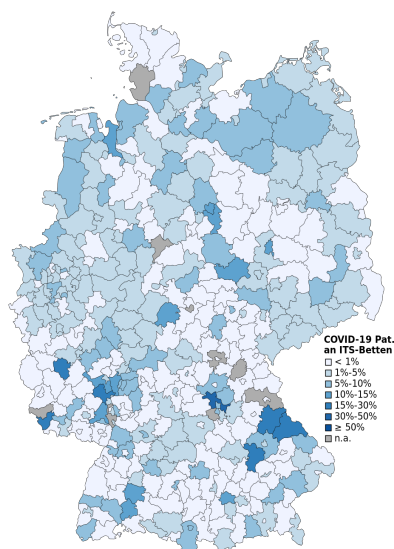 COVID-19 Pat.
an ITS-Betten
< 1%
1%-5%
5%-10%
10%-15%
15%-30%
30%-50%
≥ 50%
n.a.